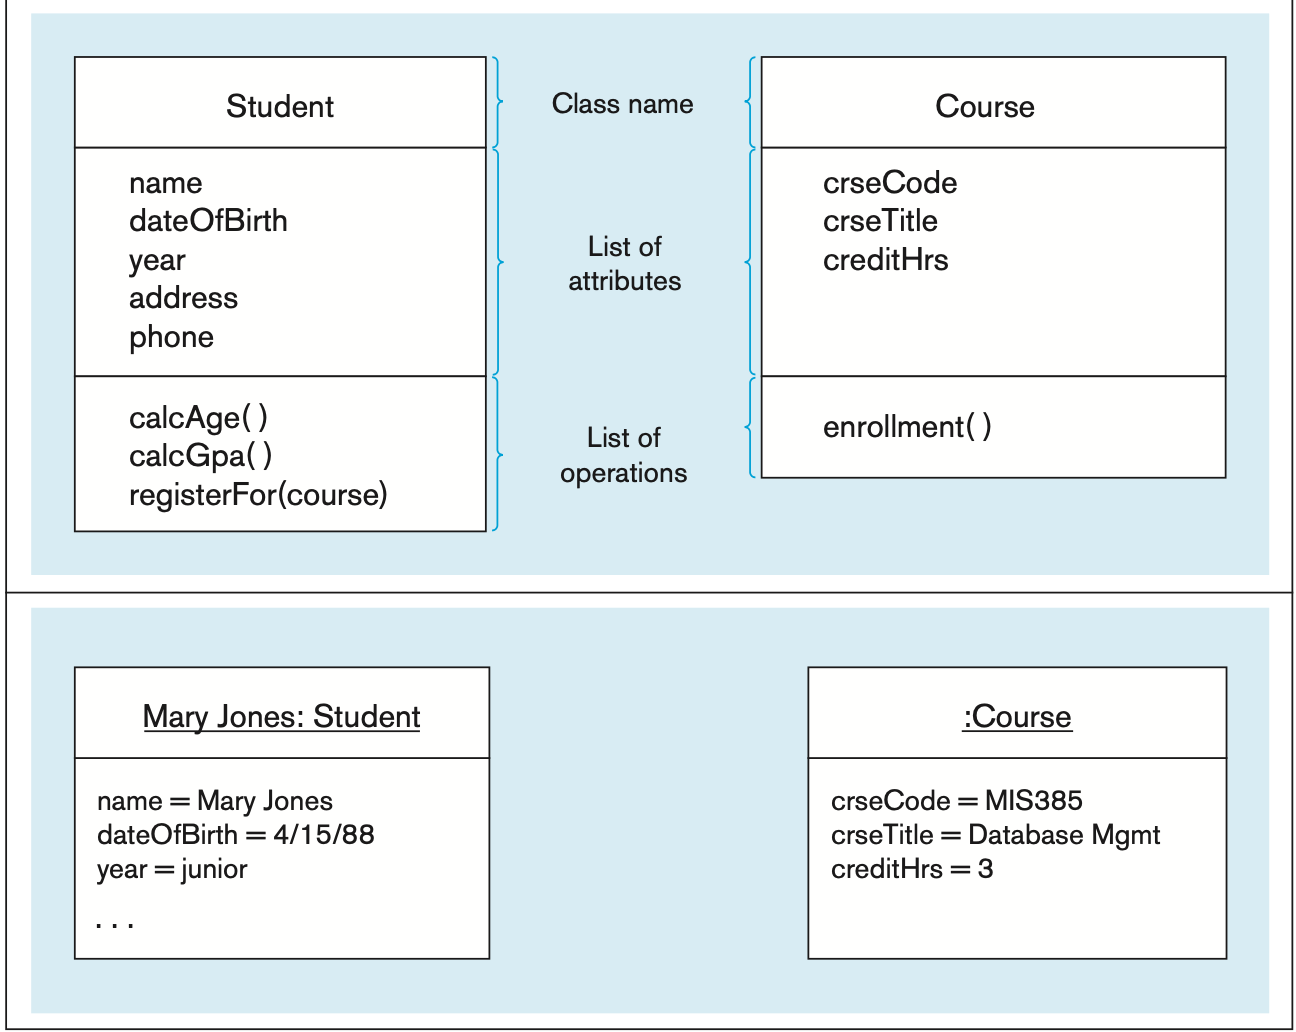 Student
name
dateOfBirth
year
address
phone
calcAge( )
calcGpa( )
registerFor(course)
Class name
List of
attributes
List of
operations
Course
crseCode
crseTitle
creditHrs
enrollment( )
Mary Jones: Student
name = Mary Jones
dateOfBirth = 4/15/88
year = junior
. . .
:Course
crseCode = MIS385
crseTitle = Database Mgmt
creditHrs = 3